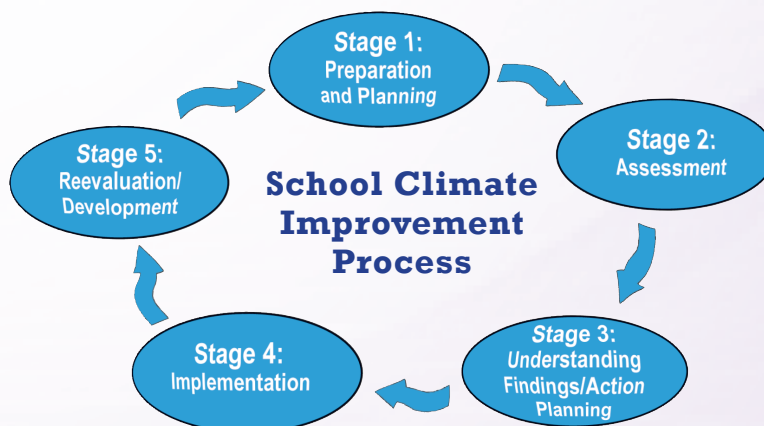 Stage 1:
Preparation
and Planning
Stage 2:
Assessment
Stage 5:
Reevaluation/
Development
School Climate
Improvement
Process
Stage 3:
Understanding
Findings/Action
Planning
Stage 4:
Implementation